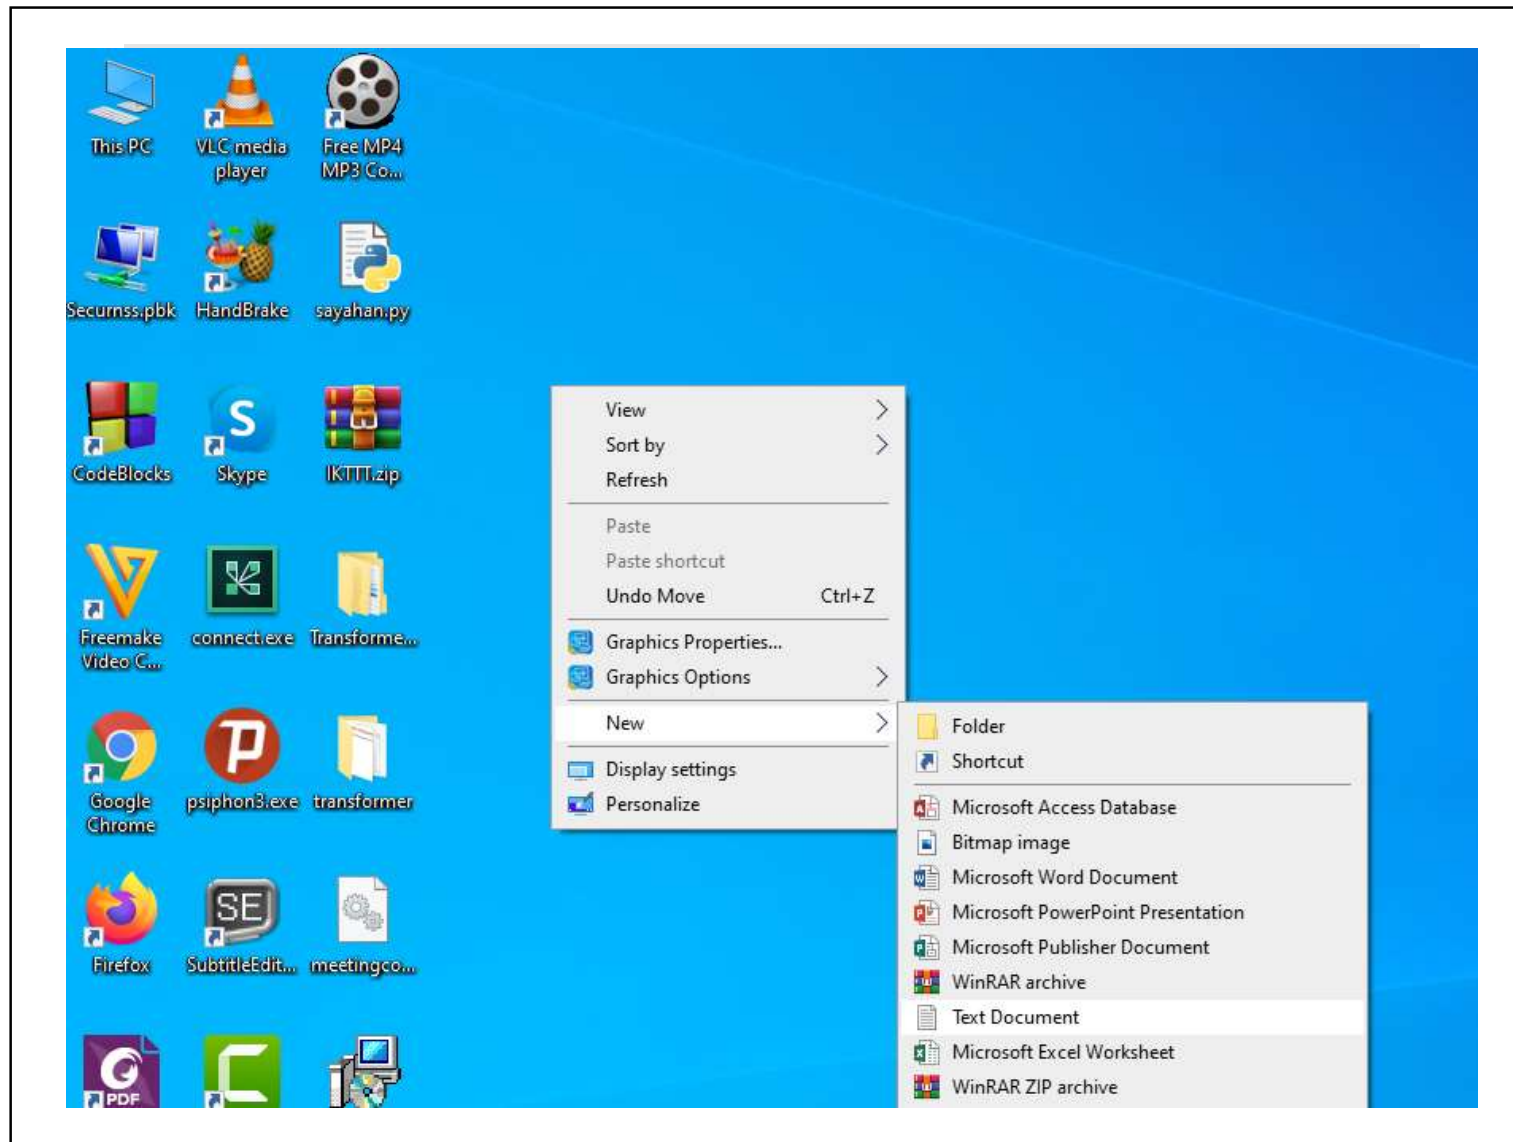 This PC
VLC media
player
Free MP4
MP3 Co...
Securnss.pbk
HandBrake
sayahan.py
CodeBlocks
S
Skype
IKTTT.zip
Freemake
Video C...
connect.exe
Transforme...
Google
Chrome
psiphon3.exe
transformer
Firefox
SE
SubtitleEdit...
meetingco...
PDF
View
Sort by
Refresh
Paste
Paste shortcut
Undo Move Ctrl+Z
Graphics Properties...
Graphics Options
New
Display settings
Personalize
Folder
Shortcut
Microsoft Access Database
Bitmap image
Microsoft Word Document
Microsoft PowerPoint Presentation
Microsoft Publisher Document
WinRAR archive
Text Document
Microsoft Excel Worksheet
WinRAR ZIP archive